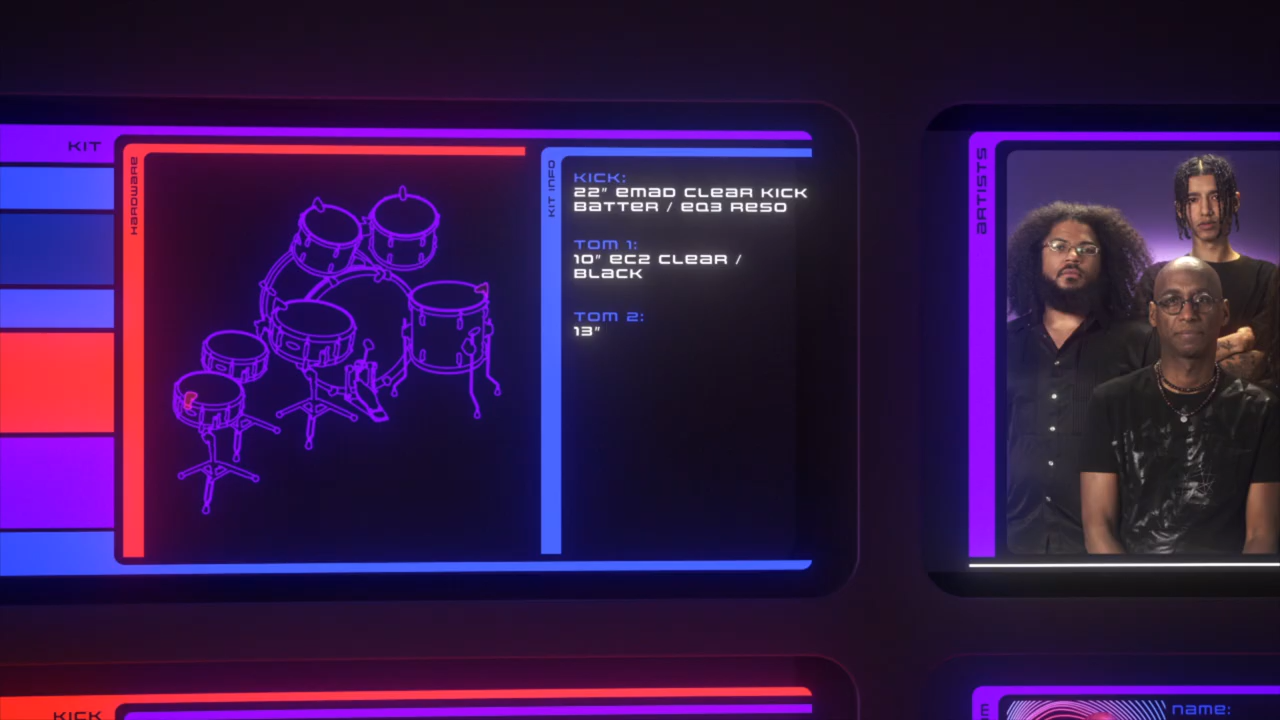 KIT
HARDWARE
KIT INFO
KICK:
22" EMAD CLEAR KICK
BATTER / EQ3 RESO
TOM 1:
10" EC2 CLEAR /
BLACK
TOM 2:
13"
ARTISTS
KICK
NAME: